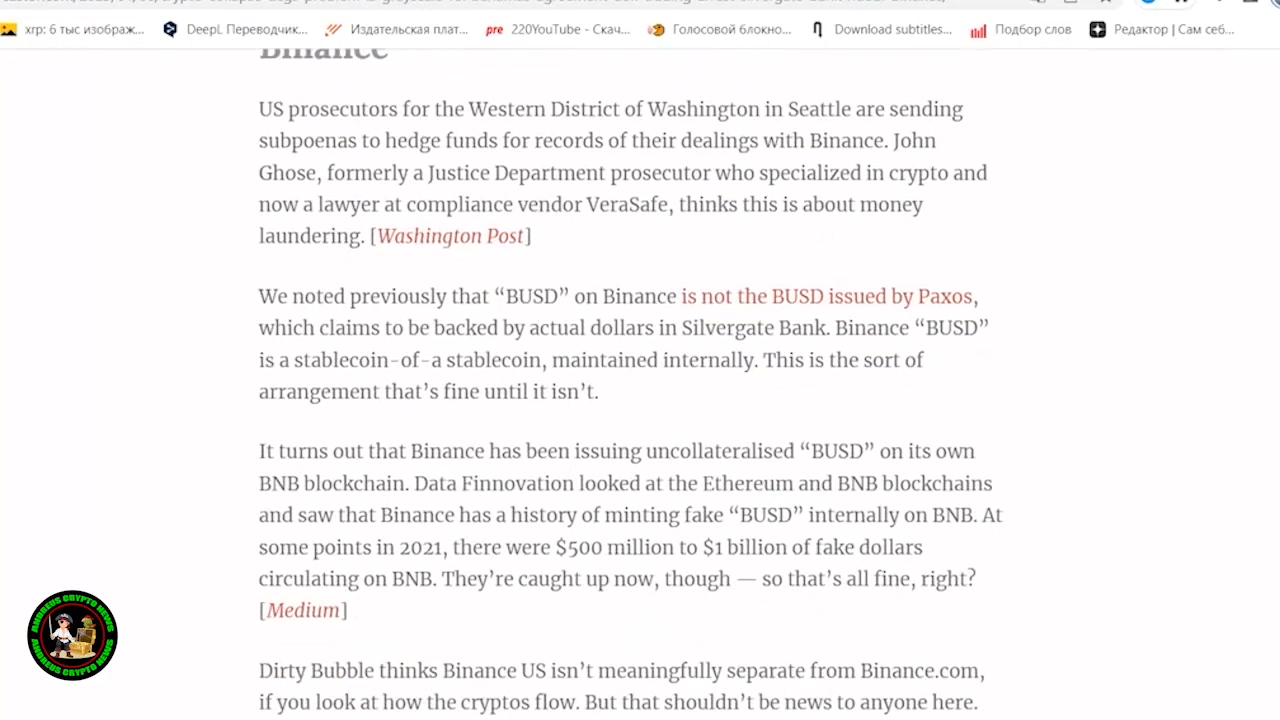 хгр: 6 тыс изображ...
DeepL Переводчик...
Издательская плат...
pre 220YouTube - Скач...
Голосовой блокно...
Download subtitles...
Подбор слов
Редактор | Сам себ...
Binance
US prosecutors for the Western District of Washington in Seattle are sending
subpoenas to hedge funds for records of their dealings with Binance. John
Ghose, formerly a Justice Department prosecutor who specialized in crypto and
now a lawyer at compliance vendor VeraSafe, thinks this is about money
laundering. [Washington Post]
We noted previously that “BUSD” on Binance is not the BUSD issued by Paxos,
which claims to be backed by actual dollars in Silvergate Bank. Binance “BUSD”
is a stablecoin-of-a stablecoin, maintained internally. This is the sort of
arrangement that’s fine until it isn’t.
It turns out that Binance has been issuing uncollateralised “BUSD” on its own
BNB blockchain. Data Finnovation looked at the Ethereum and BNB blockchains
and saw that Binance has a history of minting fake “BUSD” internally on BNB. At
some points in 2021, there were $500 million to $1 billion of fake dollars
circulating on BNB. They’re caught up now, though — so that’s all fine, right?
[Medium]
Dirty Bubble thinks Binance US isn’t meaningfully separate from Binance.com,
if you look at how the cryptos flow. But that shouldn’t be news to anyone here.
ANDREUS CRYPTO NEWS
ANDREUS CRYPTO NEWS